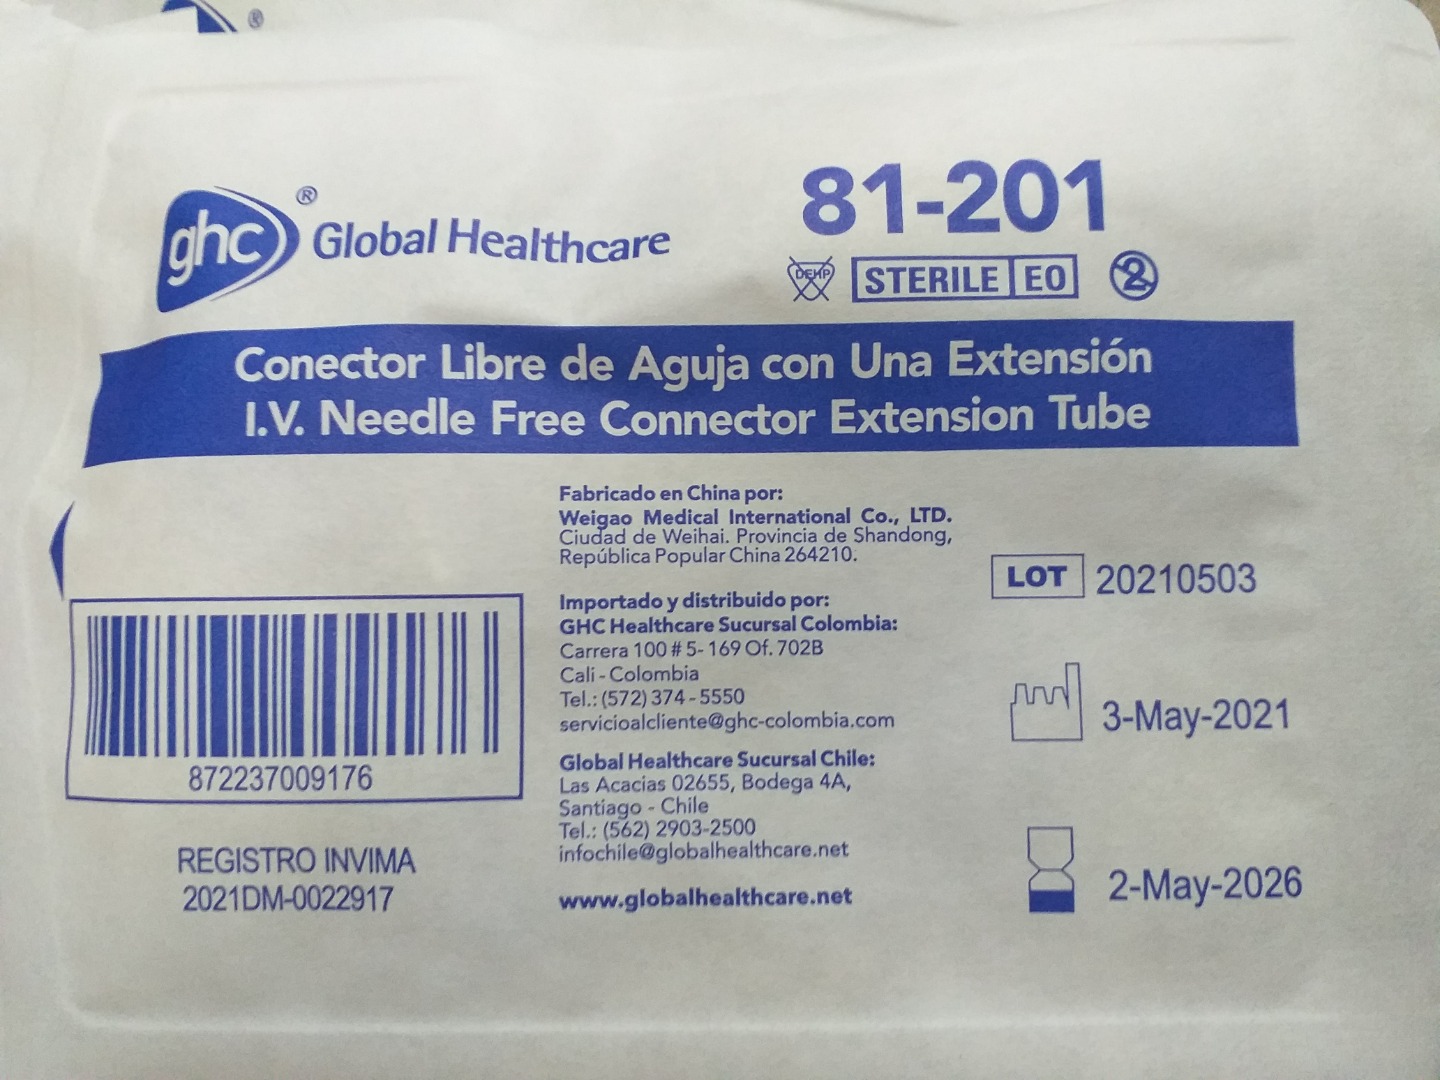 ®
ghc ® Global Healthcare
81-201
DEHP STERILE EO 2
Conector Libre de Aguja con Una Extensión
I.V. Needle Free Connector Extension Tube
Fabricado en China por:
Weigao Medical International Co., LTD.
Ciudad de Weihai. Provincia de Shandong,
República Popular China 264210.
Importado y distribuido por:
GHC Healthcare Sucursal Colombia:
Carrera 100 # 5- 169 Of. 702B
Cali - Colombia
Tel.: (572) 374 - 5550
servicioalcliente@ghc-colombia.com
Global Healthcare Sucursal Chile:
Las Acacias 02655, Bodega 4A,
Santiago - Chile
Tel.: (562) 2903-2500
infochile@globalhealthcare.net
www.globalhealthcare.net
872237009176
REGISTRO INVIMA
2021DM-0022917
LOT 20210503
3-May-2021
2-May-2026